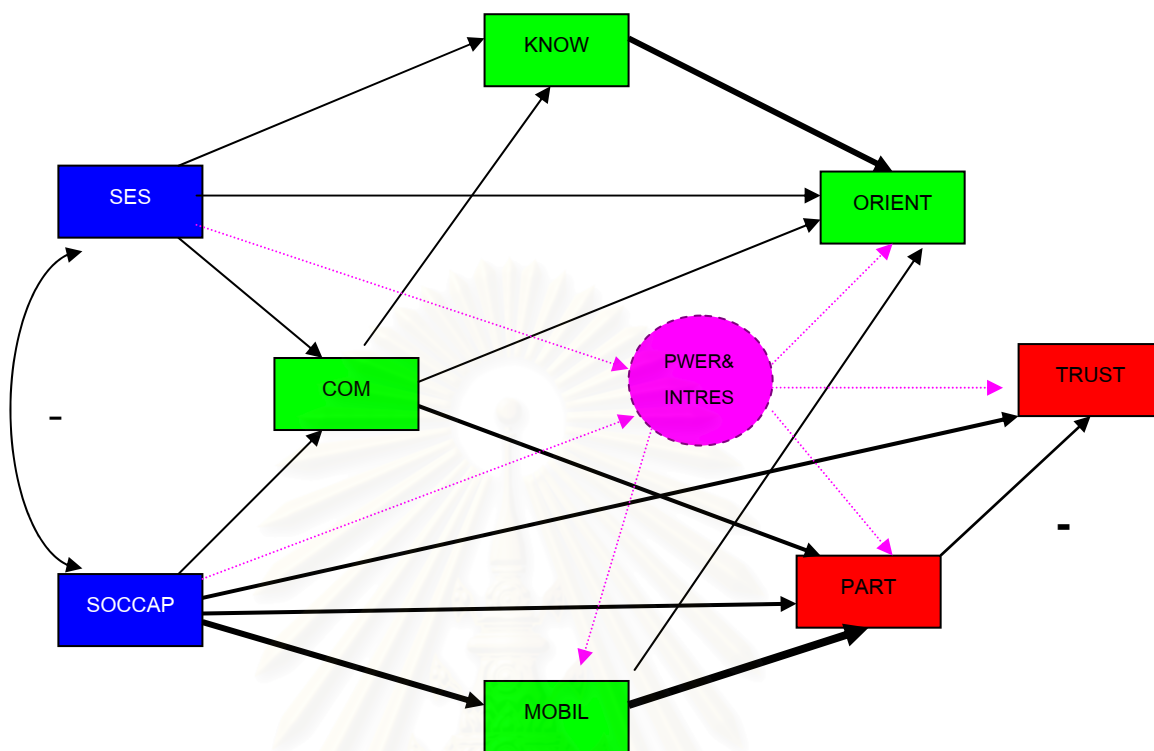 KNOW
SES
ORIENT
PWER&
INTRES
TRUST
COM
-
-
PART
SOCCAP
MOBIL